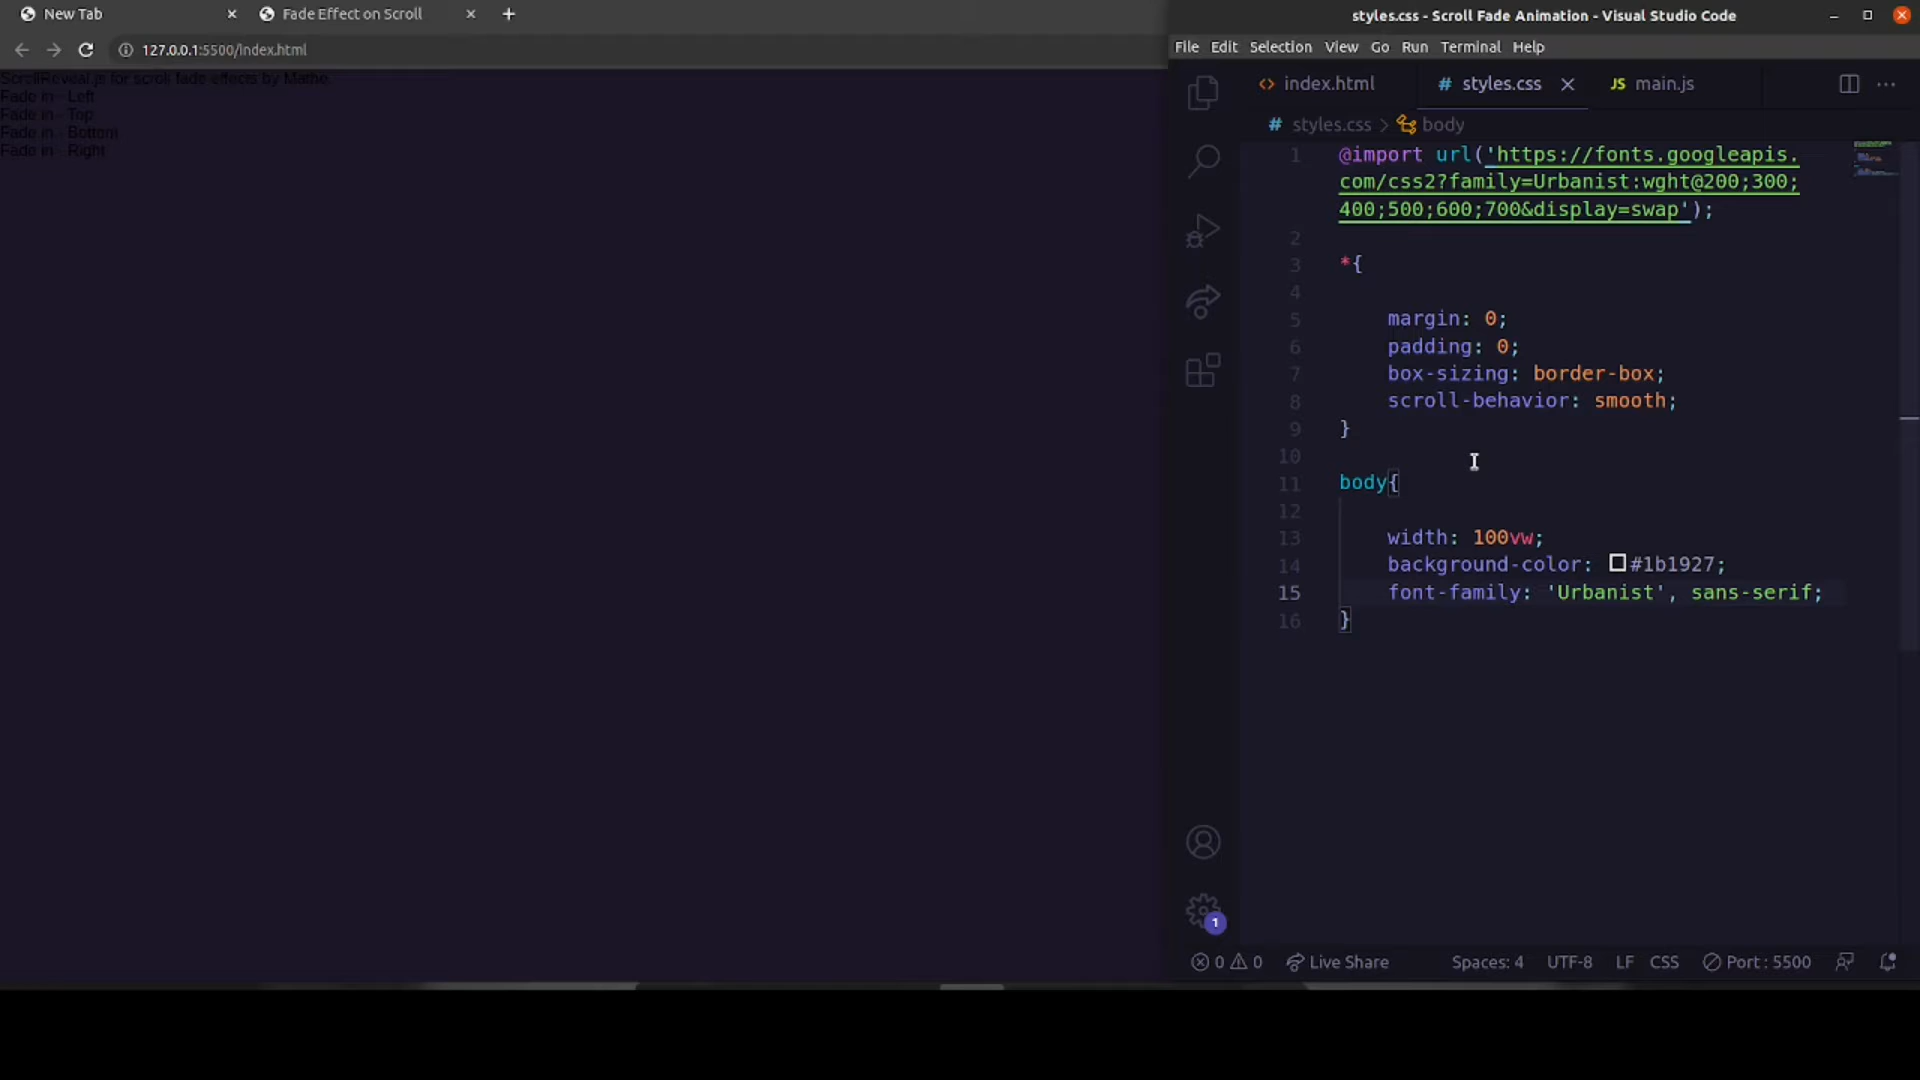 New Tab
Fade Effect on Scroll
127.0.0.1:5500/index.html
ScrollReveal.js for scroll fade effects by Mathe
Fade in - Left
Fade in - Top
Fade in - Bottom
Fade in - Right
styles.css - Scroll Fade Animation - Visual Studio Code
File Edit Selection View Go Run Terminal Help
<> index.html # styles.css JS main.js
# styles.css > body
1 @import url('https://fonts.googleapis.
com/css2?family=Urbanist:wght@200;300;
400;500;600;700&display=swap');
2
3 *{
4
5 margin: 0;
6 padding: 0;
7 box-sizing: border-box;
8 scroll-behavior: smooth;
9 }
10
11 body{
12
13 width: 100vw;
14 background-color: #1b1927;
15 font-family: 'Urbanist', sans-serif;
16 }
1
0 0 Live Share Spaces: 4 UTF-8 LF CSS Port : 5500